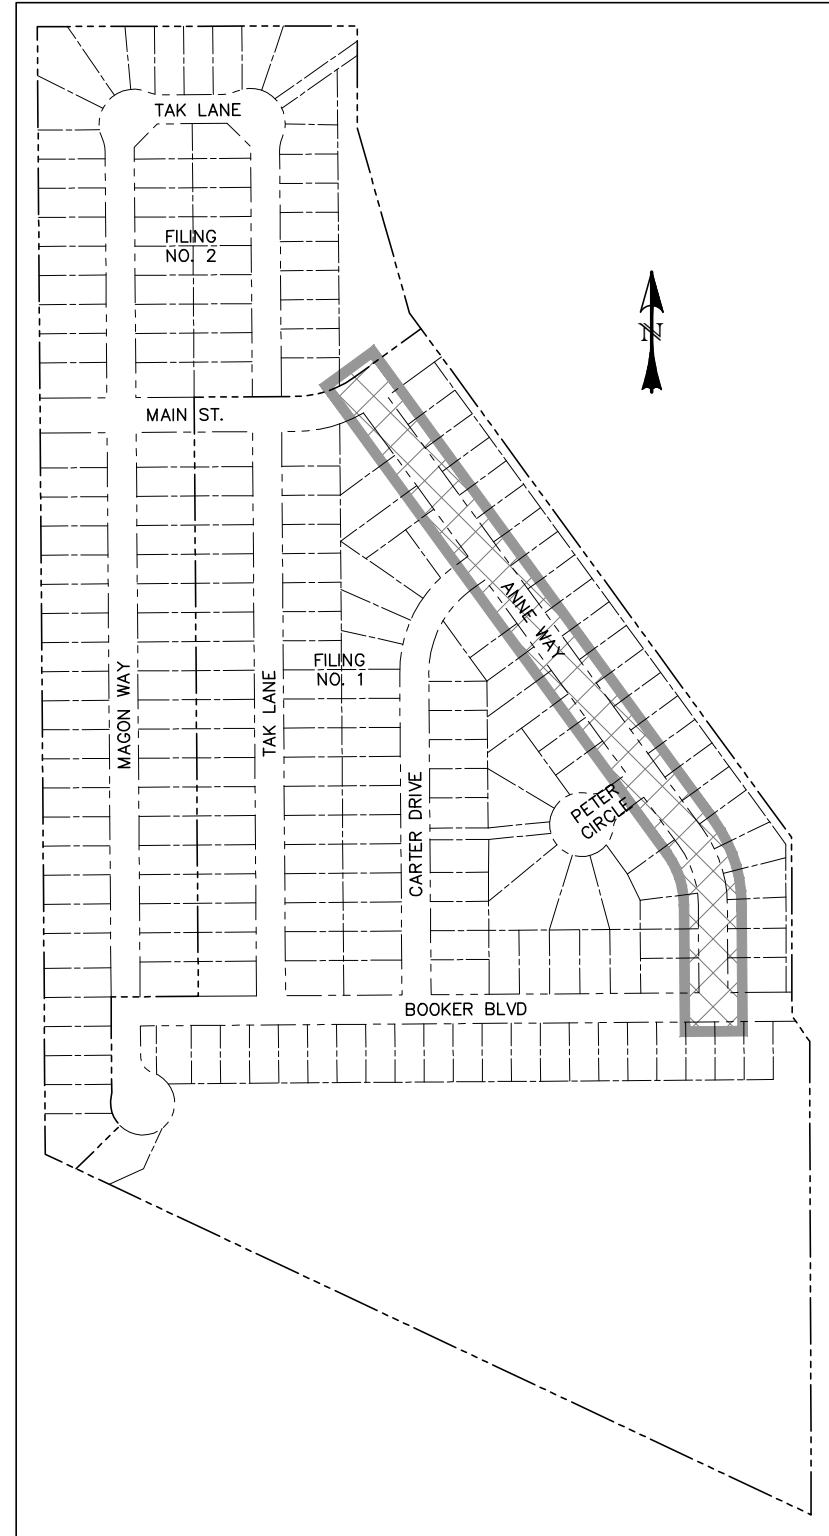 TAK LANE
FILING
NO. 2
N
MAIN ST.
ANNE WAY
FILING
NO. 1
MAGON WAY
TAK LANE
CARTER DRIVE
PETER
CIRCLE
BOOKER BLVD